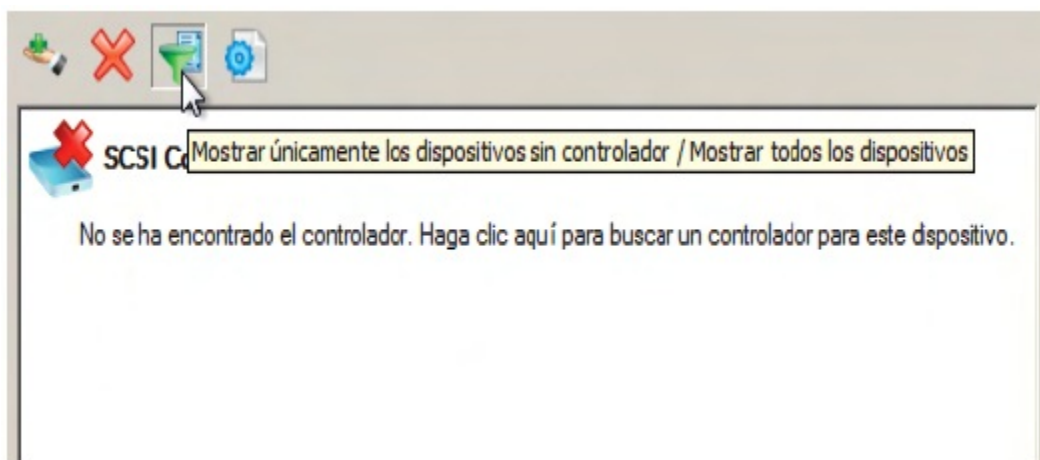 SCSI
Mostrar únicamente los dispositivos sin controlador / Mostrar todos los dispositivos
No se ha encontrado el controlador. Haga clic aquí para buscar un controlador para este dispositivo.